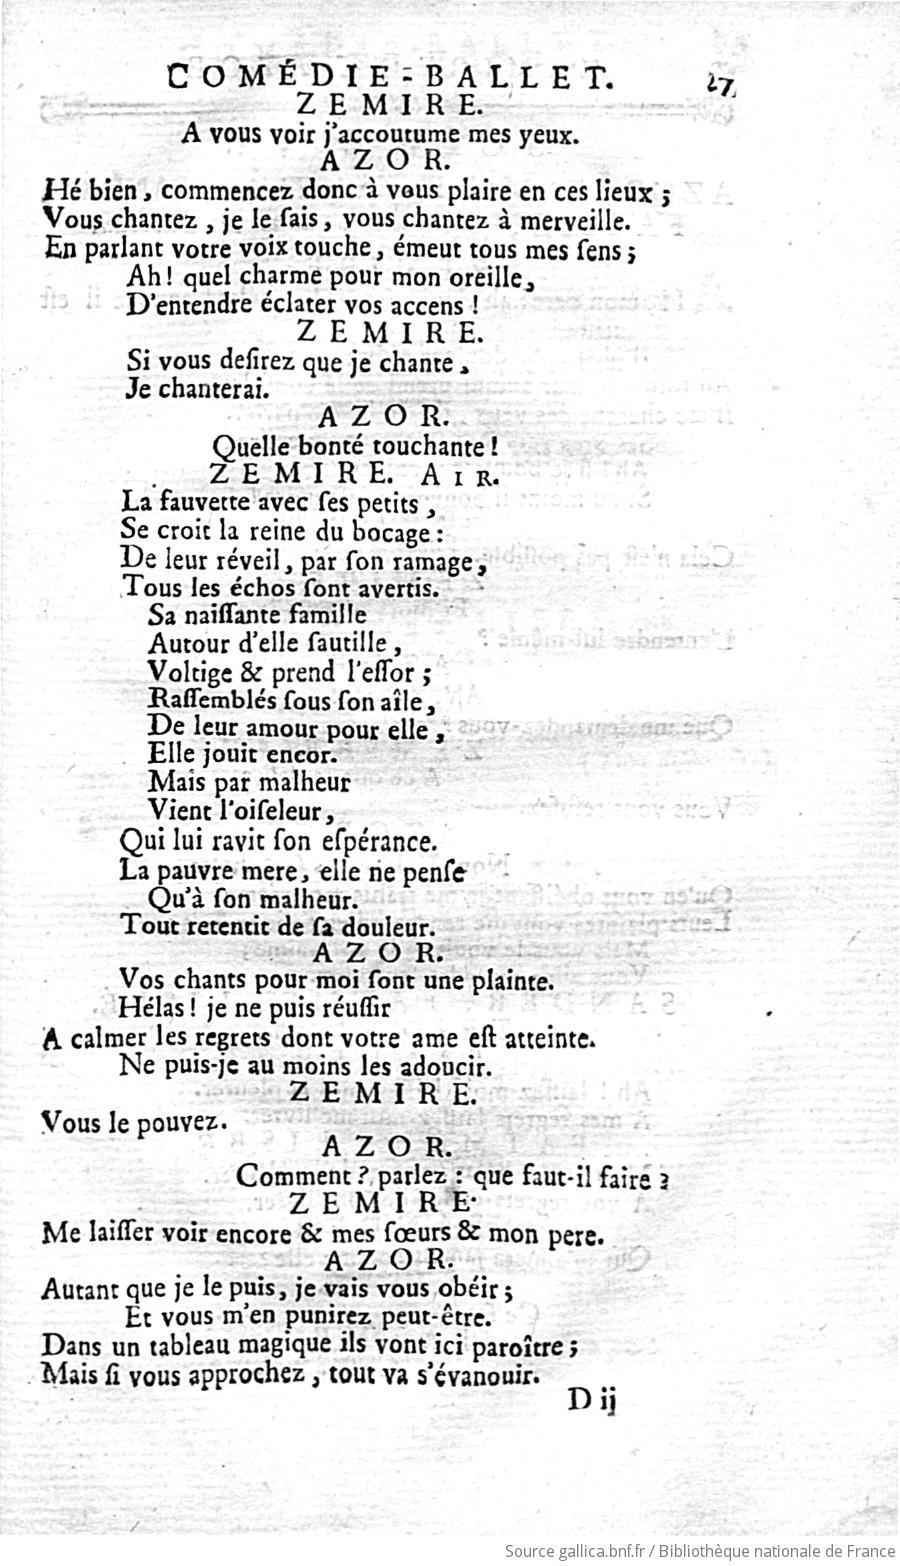 COMÉDIE-BALLET. 27
ZEMIRE.
A vous voir j'accoutume mes yeux.
AZOR.
Hé bien, commencez donc à vous plaire en ces lieux ;
Vous chantez, je le ſais, vous chantez à merveille.
En parlant votre voix touche, émeut tous mes ſens ;
Ah! quel charme pour mon oreille,
D'entendre éclater vos accens !
ZEMIRE.
Si vous deſirez que je chante,
Je chanterai.
AZOR.
Quelle bonté touchante !
ZEMIRE. AIR.
La fauvette avec ſes petits,
Se croit la reine du bocage :
De leur réveil, par ſon ramage,
Tous les échos ſont avertis.
Sa naiſſante famille
Autour d'elle ſautille,
Voltige & prend l'eſſor ;
Raſſemblés ſous ſon aîle,
De leur amour pour elle,
Elle jouit encor.
Mais par malheur
Vient l'oiſeleur,
Qui lui ravit ſon eſpérance.
La pauvre mere, elle ne penſe
Qu'à ſon malheur.
Tout retentit de ſa douleur.
AZOR.
Vos chants pour moi ſont une plainte.
Hélas ! je ne puis réuſſir
A calmer les regrets dont votre ame eſt atteinte.
Ne puis-je au moins les adoucir.
ZEMIRE.
Vous le pouvez.
AZOR.
Comment ? parlez : que faut-il faire ?
ZEMIRE.
Me laiſſer voir encore & mes ſœurs & mon pere.
AZOR.
Autant que je le puis, je vais vous obéir ;
Et vous m'en punirez peut-être.
Dans un tableau magique ils vont ici paroître ;
Mais ſi vous approchez, tout va s'évanouir.
D ij
Source gallica.bnf.fr / Bibliothèque nationale de France